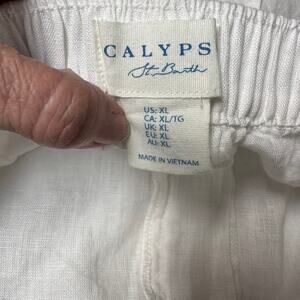 CALYPS
St. Barth
US: XL
CA: XL/TG
UK: XL
EU: XL
AU: XL
MADE IN VIETNAM